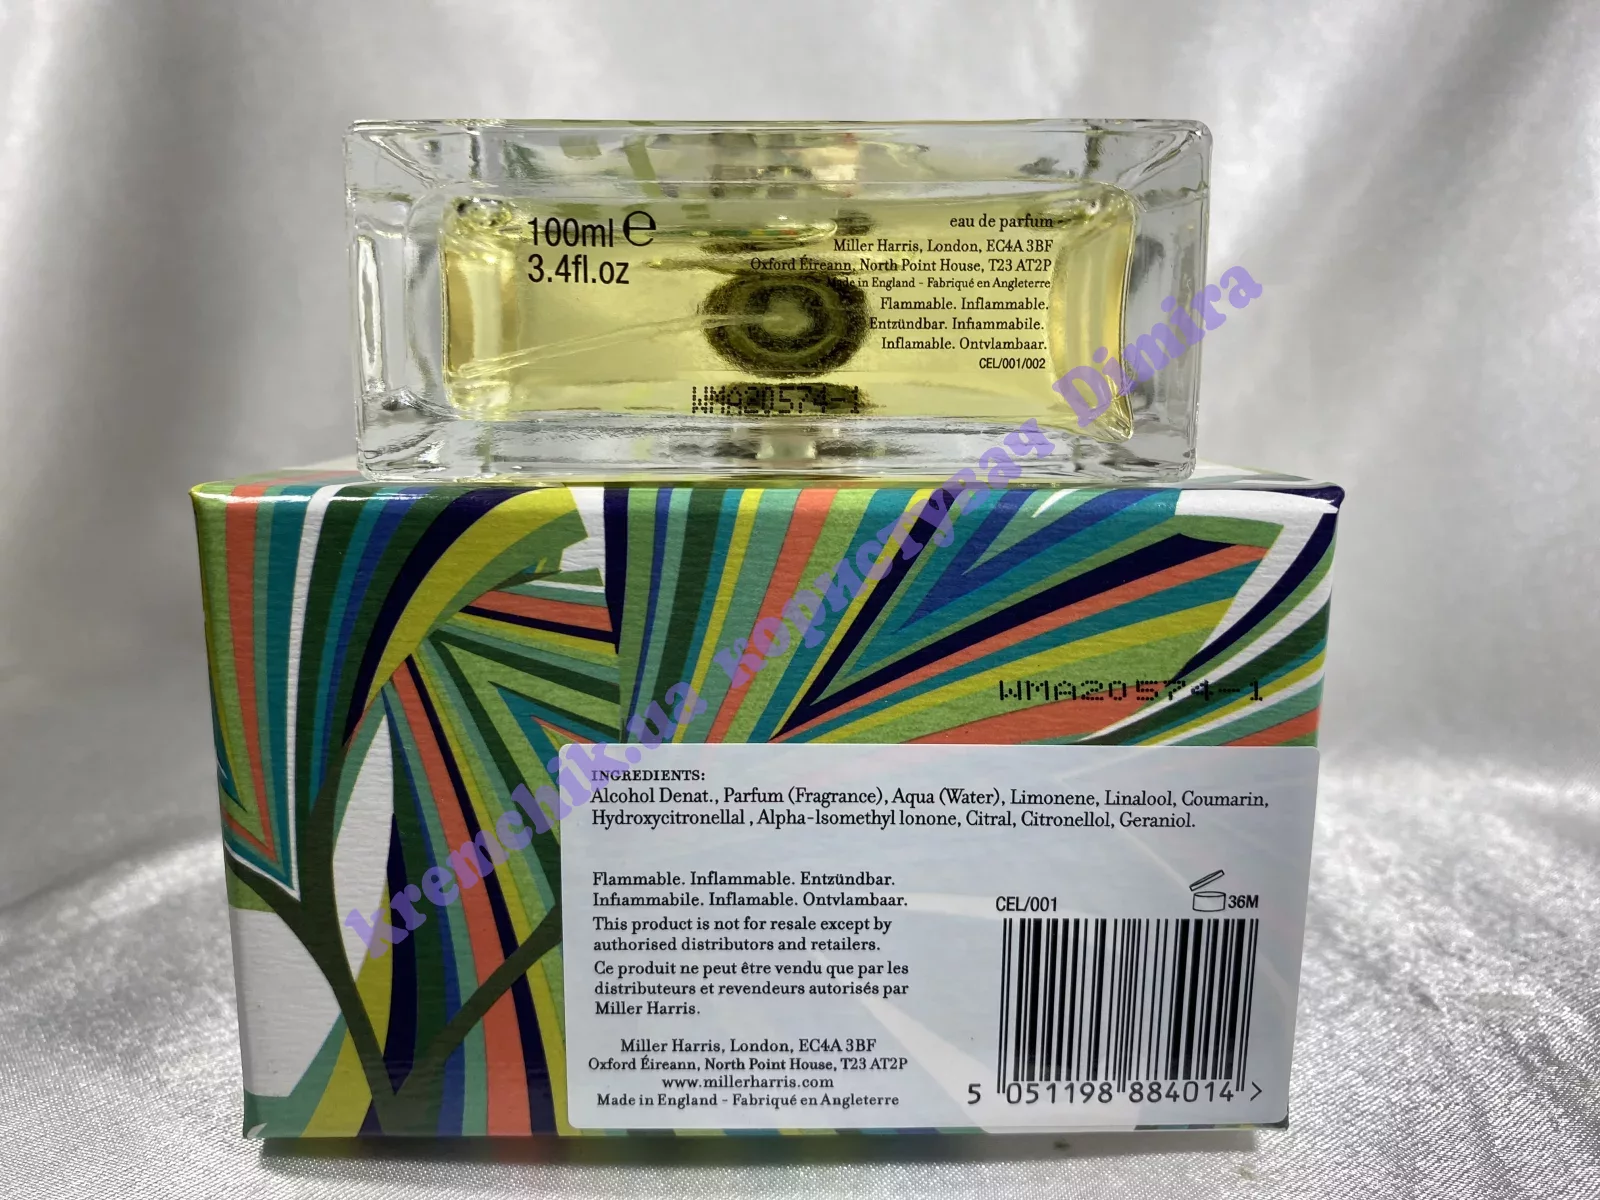 100ml ℮
3.4fl.oz
eau de parfum
Miller Harris, London, EC4A 3BF
Oxford Éireann, North Point House, T23 AT2P
Made in England - Fabriqué en Angleterre
Flammable. Inflammable.
Entzündbar. Infiammabile.
Inflamable. Ontvlambaar.
CEL/001/002
WMA20574-1
WMA20574-1
INGREDIENTS:
Alcohol Denat., Parfum (Fragrance), Aqua (Water), Limonene, Linalool, Coumarin,
Hydroxycitronellal , Alpha-lsomethyl lonone, Citral, Citronellol, Geraniol.
Flammable. Inflammable. Entzündbar.
Infiammabile. Inflamable. Ontvlambaar.
This product is not for resale except by
authorised distributors and retailers.
Ce produit ne peut être vendu que par les
distributeurs et revendeurs autorisés par
Miller Harris.
Miller Harris, London, EC4A 3BF
Oxford Éireann, North Point House, T23 AT2P
www.millerharris.com
Made in England - Fabriqué en Angleterre
CEL/001
36M
5 051198 884014 >
kremchik.ua користувач Dimira